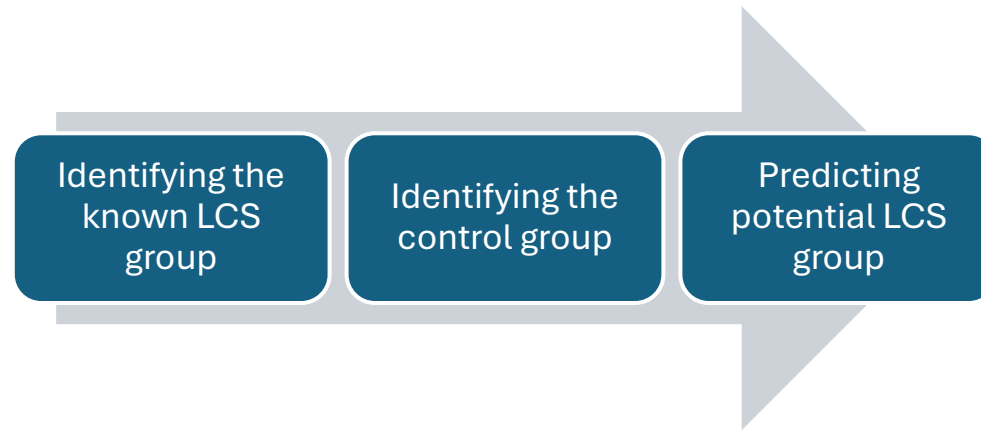 Identifying the
known LCS
group
Identifying the
control group
Predicting
potential LCS
group